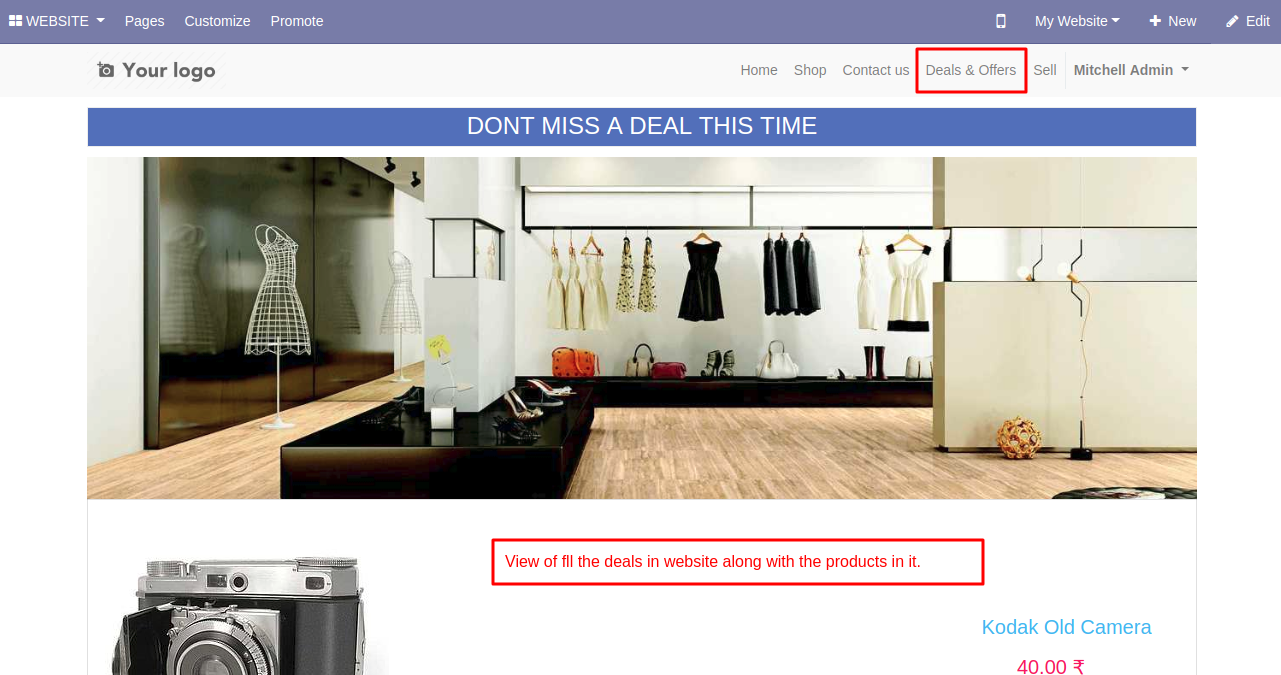 WEBSITE Pages Customize Promote My Website New Edit
Your logo Home Shop Contact us Deals & Offers Sell Mitchell Admin
DONT MISS A DEAL THIS TIME
View of fll the deals in website along with the products in it.
Kodak Old Camera
40.00 ₹